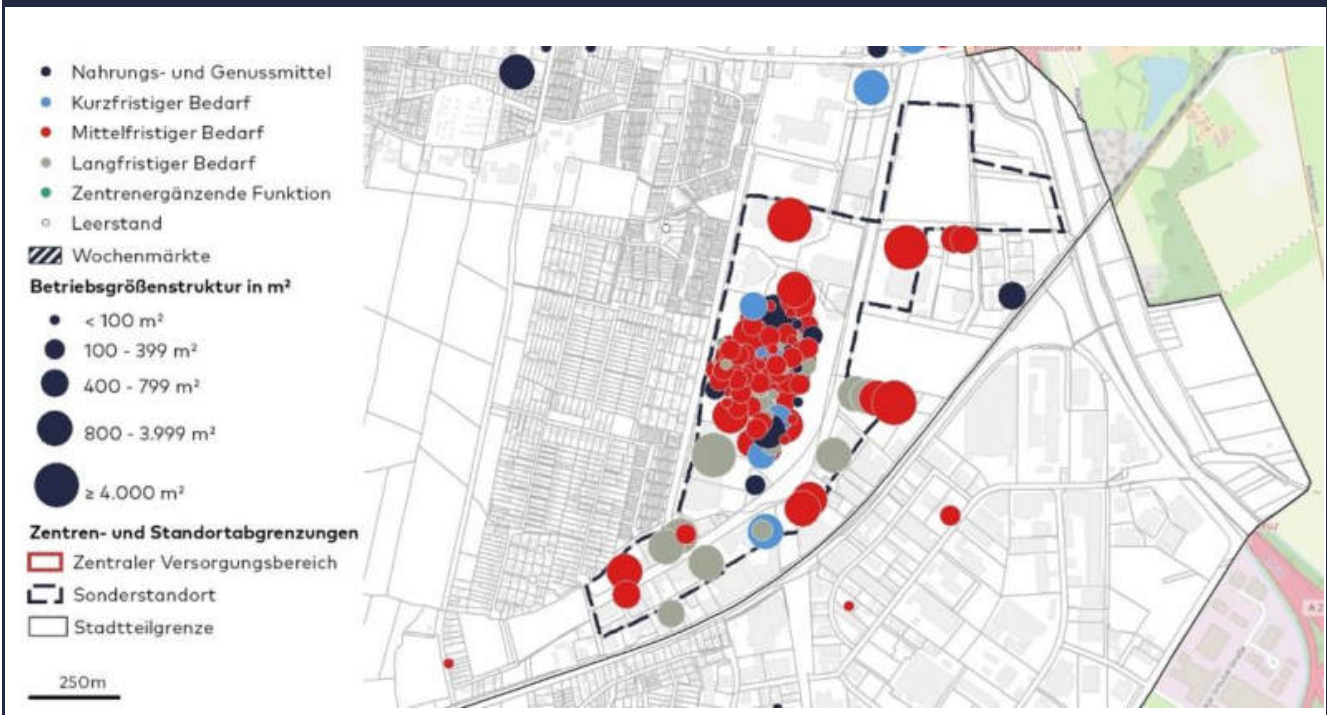 Nahrungs- und Genussmittel
Kurzfristiger Bedarf
Mittelfristiger Bedarf
Langfristiger Bedarf
Zentrenergänzende Funktion
Leerstand
Wochenmärkte
Betriebsgrößenstruktur in m²
< 100 m²
100 - 399 m²
400 - 799 m²
800 - 3.999 m²
≥ 4.000 m²
Zentren- und Standortabgrenzungen
Zentraler Versorgungsbereich
Sonderstandort
Stadtteilgrenze
250m